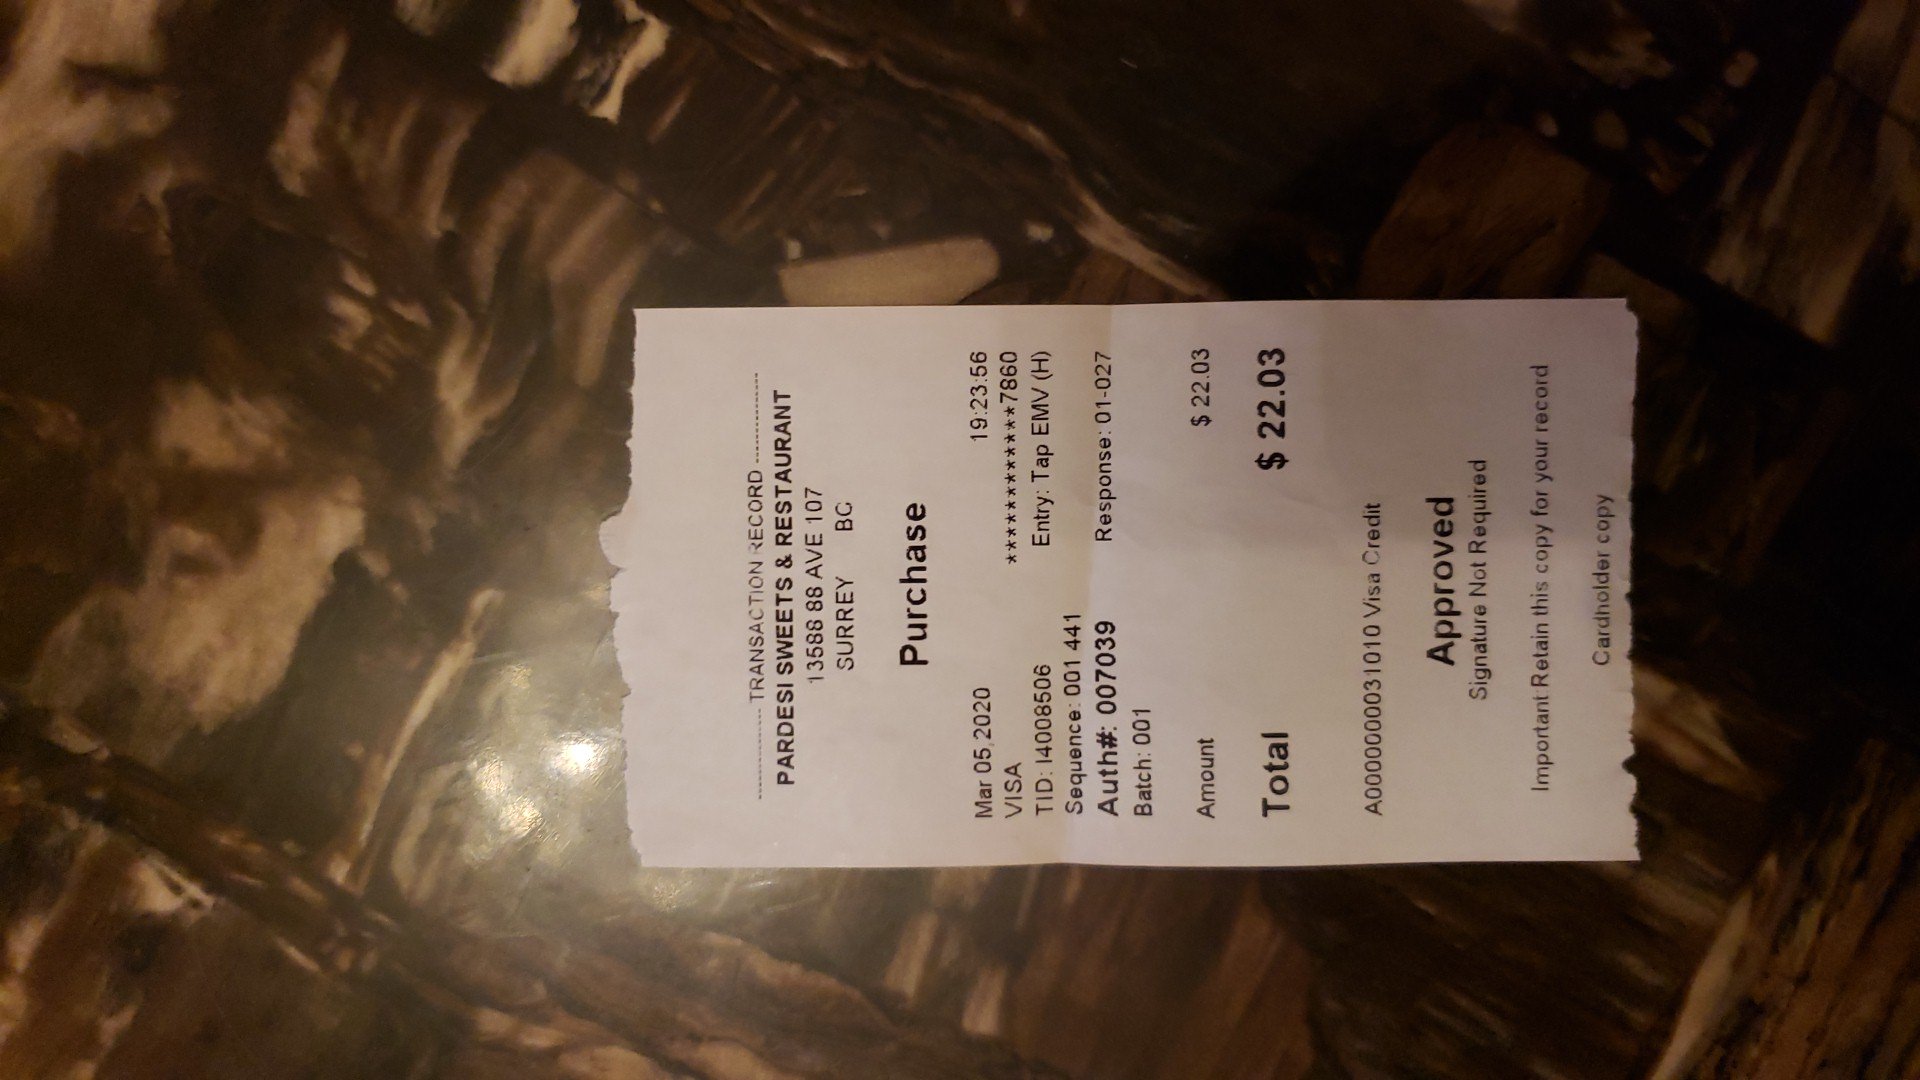 --------------- TRANSACTION RECORD ---------------
PARDESI SWEETS & RESTAURANT
13588 88 AVE 107
SURREY BC
Purchase
Mar 05,2020 19:23:56
VISA ************7860
TID: I4008506 Entry: Tap EMV (H)
Sequence: 001 441
Auth#: 007039 Response: 01-027
Batch: 001
Amount $ 22.03
Total $ 22.03
A0000000031010 Visa Credit
Approved
Signature Not Required
Important:Retain this copy for your record
Cardholder copy